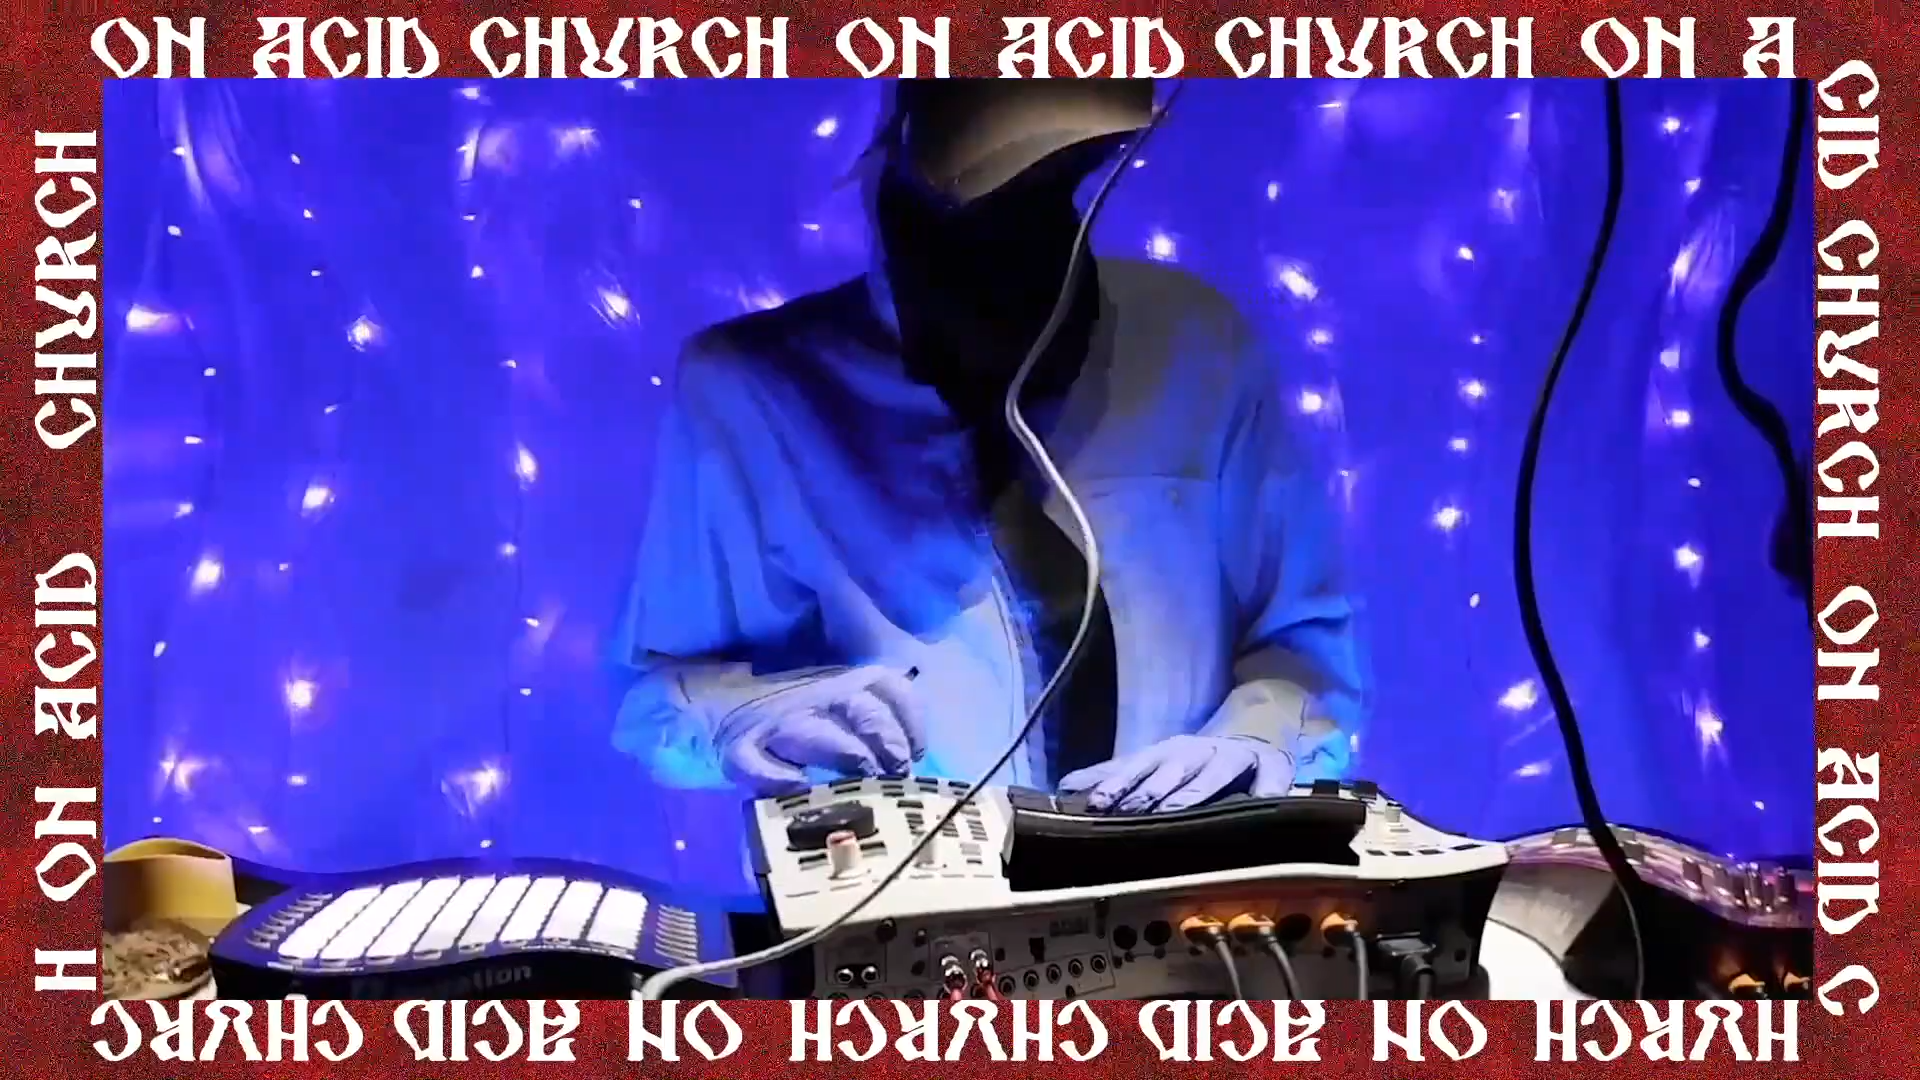 ON ACID CHURCH ON ACID CHURCH ON A
CID CHURCH ON ACID C
HURCH ON ACID CHURCH ON ACID CHURC
H ON ACID CHURCH